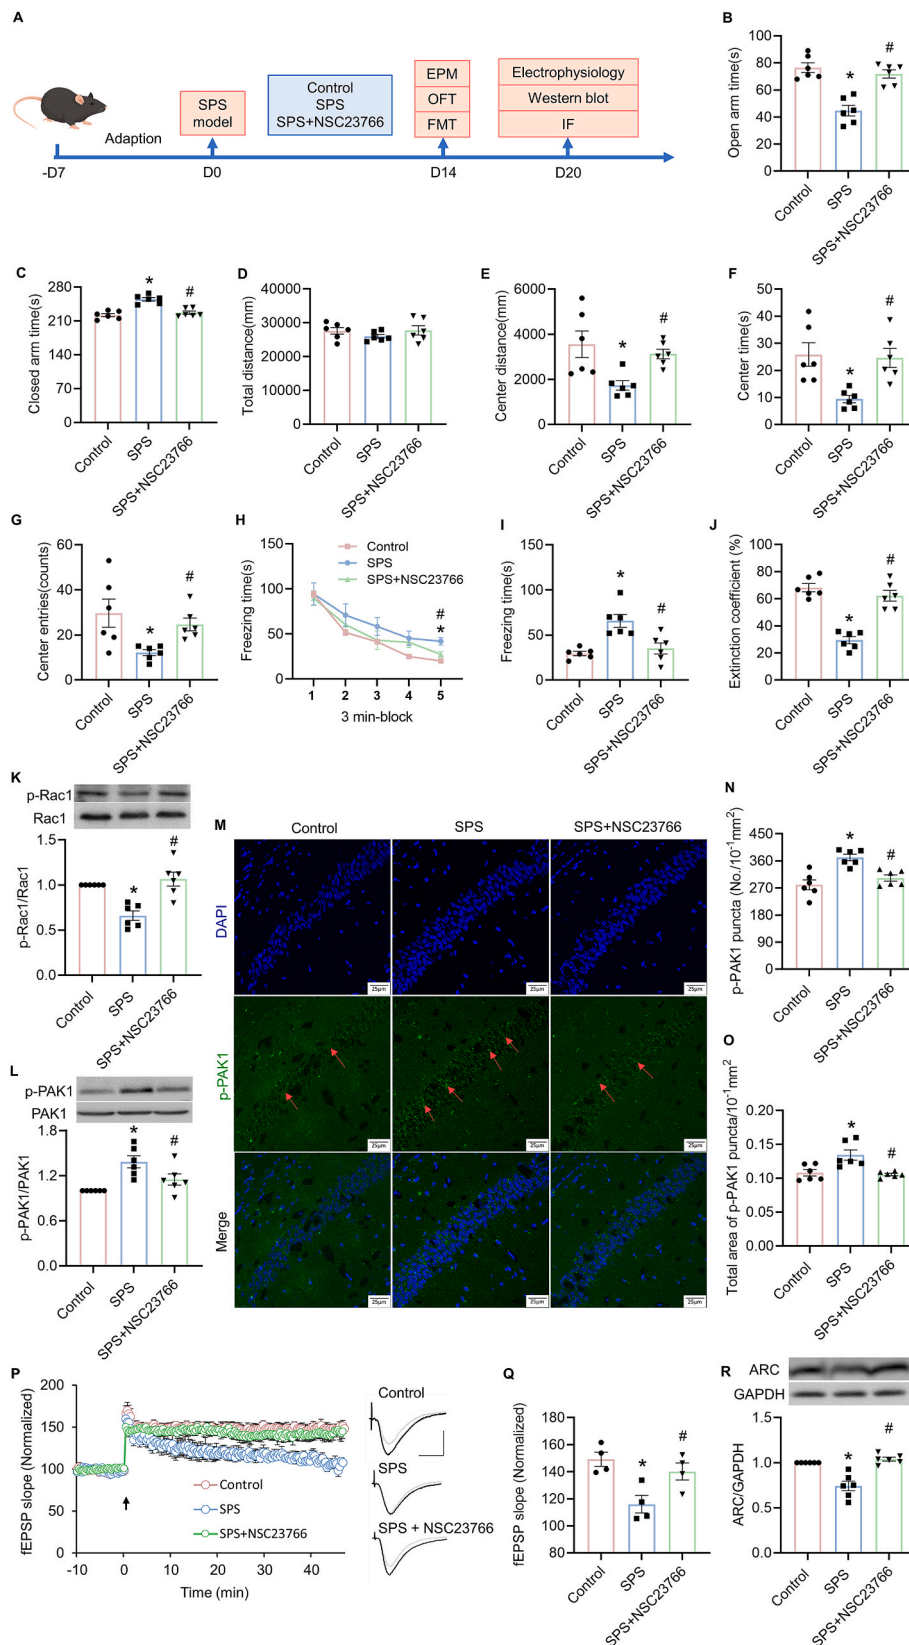 A
Adaption
SPS
model
Control
SPS
SPS+NSC23766
EPM
OFT
FMT
Electrophysiology
Western blot
IF
-D7
D0
D14
D20
B
Open arm time(s)
100
80
60
40
20
0
*
#
Control
SPS
SPS+NSC23766
C
Closed arm time(s)
280
210
140
70
0
*
#
Control
SPS
SPS+NSC23766
D
Total distance(mm)
40000
30000
20000
10000
0
Control
SPS
SPS+NSC23766
E
Center distance(mm)
6000
4000
2000
0
*
#
Control
SPS
SPS+NSC23766
F
Center time(s)
50
40
30
20
10
0
*
#
Control
SPS
SPS+NSC23766
G
Center entries(counts)
60
40
20
0
*
#
Control
SPS
SPS+NSC23766
H
Freezing time(s)
150
100
50
0
Control
SPS
SPS+NSC23766
#
*
1 2 3 4 5
3 min-block
I
Freezing time(s)
150
100
50
0
*
#
Control
SPS
SPS+NSC23766
J
Extinction coefficient (%)
100
80
60
40
20
0
*
#
Control
SPS
SPS+NSC23766
K
p-Rac1
Rac1
p-Rac1/Rac1
1.5
1.0
0.5
0.0
*
#
Control
SPS
SPS+NSC23766
L
p-PAK1
PAK1
p-PAK1/PAK1
1.8
1.2
0.6
0.0
*
#
Control
SPS
SPS+NSC23766
M
Control
SPS
SPS+NSC23766
DAPI
25μm
25μm
25μm
p-PAK1
25μm
25μm
25μm
Merge
25μm
25μm
25μm
N
p-PAK1 puncta (No./10⁻¹mm²)
450
360
270
180
90
0
*
#
Control
SPS
SPS+NSC23766
O
Total area of p-PAK1 puncta/10⁻¹mm²
0.20
0.15
0.10
0.05
0.00
*
#
Control
SPS
SPS+NSC23766
P
fEPSP slope (Normalized)
200
150
100
50
0
Control
SPS
SPS+NSC23766
-10 0 10 20 30 40
Time (min)
Control
SPS
SPS + NSC23766
Q
fEPSP slope (Normalized)
180
160
140
120
100
80
*
#
Control
SPS
SPS+NSC23766
R
ARC
GAPDH
ARC/GAPDH
1.5
1.0
0.5
0.0
*
#
Control
SPS
SPS+NSC23766